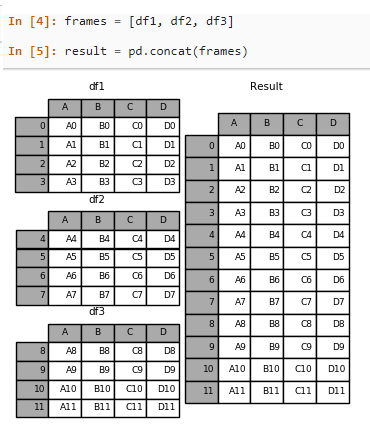 In [4]: frames = [df1, df2, df3]
In [5]: result = pd.concat(frames)
df1
A B C D
0 A0 B0 C0 D0
1 A1 B1 C1 D1
2 A2 B2 C2 D2
3 A3 B3 C3 D3
df2
A B C D
4 A4 B4 C4 D4
5 A5 B5 C5 D5
6 A6 B6 C6 D6
7 A7 B7 C7 D7
df3
A B C D
8 A8 B8 C8 D8
9 A9 B9 C9 D9
10 A10 B10 C10 D10
11 A11 B11 C11 D11
Result
A B C D
0 A0 B0 C0 D0
1 A1 B1 C1 D1
2 A2 B2 C2 D2
3 A3 B3 C3 D3
4 A4 B4 C4 D4
5 A5 B5 C5 D5
6 A6 B6 C6 D6
7 A7 B7 C7 D7
8 A8 B8 C8 D8
9 A9 B9 C9 D9
10 A10 B10 C10 D10
11 A11 B11 C11 D11